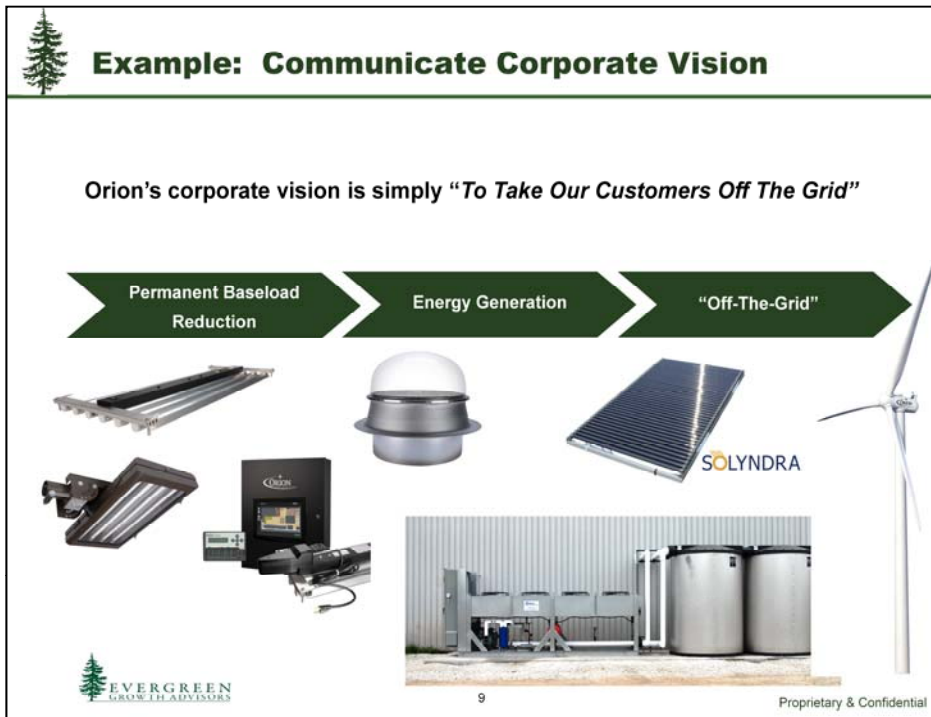 Example: Communicate Corporate Vision
Orion's corporate vision is simply “To Take Our Customers Off The Grid”
Permanent Baseload
Reduction
Energy Generation
“Off-The-Grid”
SOLYNDRA
ORION
ORION
EVERGREEN
GROWTH ADVISORS
9
Proprietary & Confidential